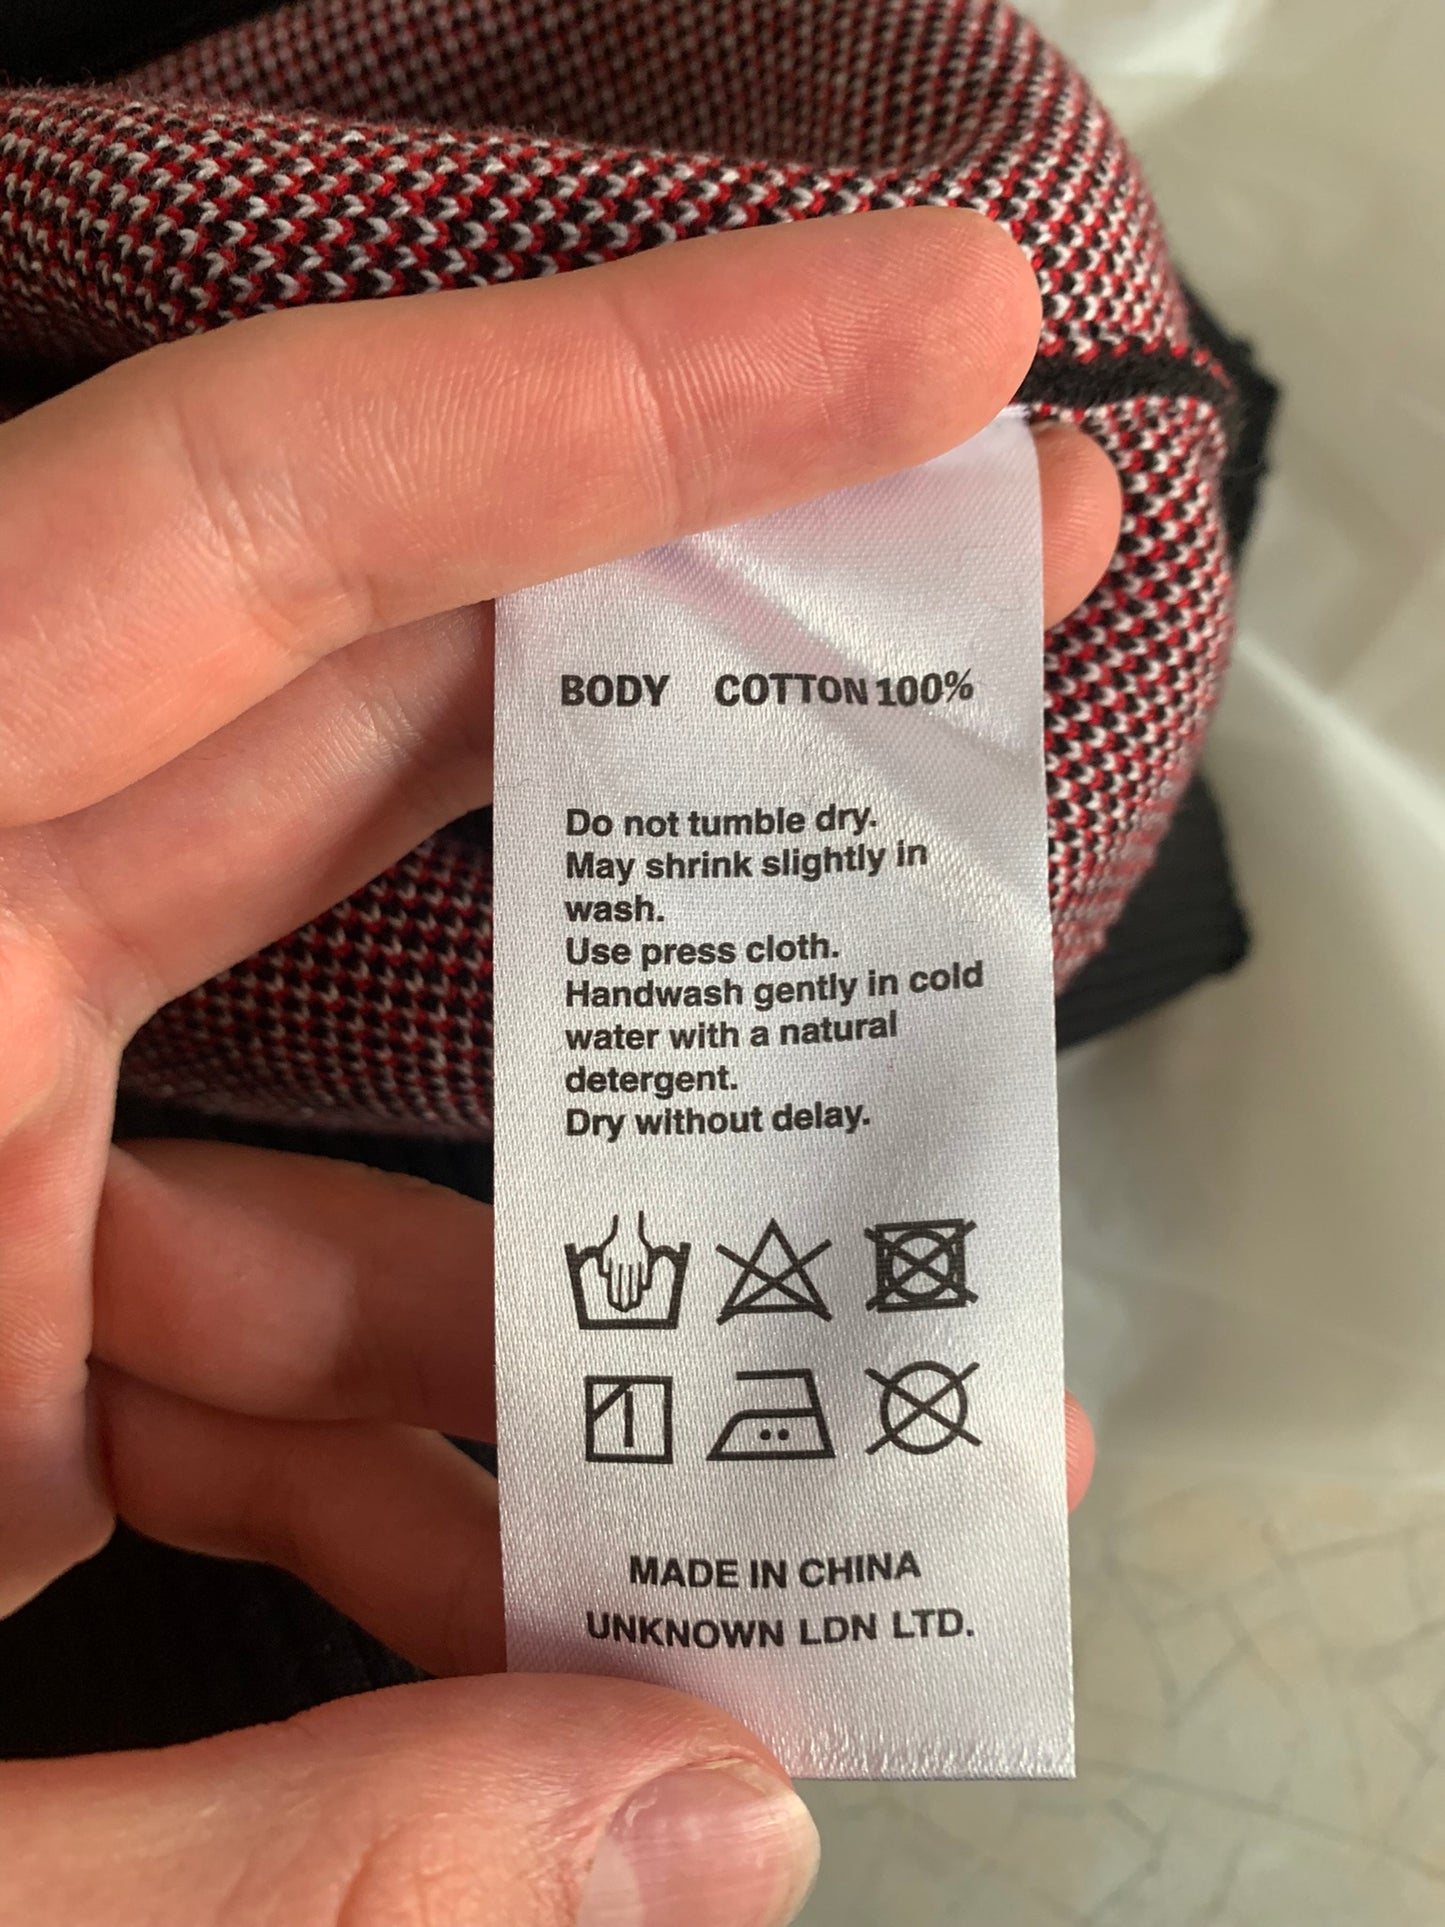 BODY COTTON 100%
Do not tumble dry.
May shrink slightly in
wash.
Use press cloth.
Handwash gently in cold
water with a natural
detergent.
Dry without delay.
MADE IN CHINA
UNKNOWN LDN LTD.